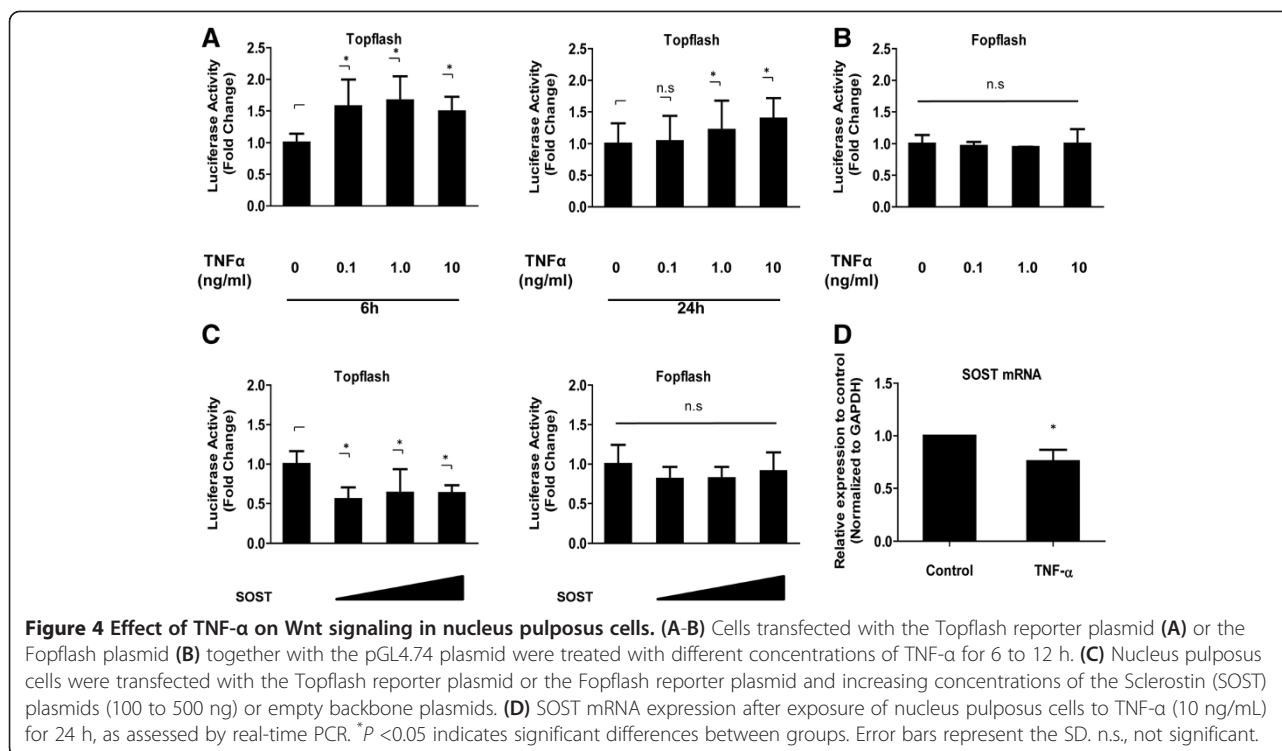 A
Topflash
Luciferase Activity
(Fold Change)
2.5
2.0
1.5
1.0
0.5
0.0
*
*
*
TNFα
(ng/ml)
0 0.1 1.0 10
6h
Topflash
Luciferase Activity
(Fold Change)
2.5
2.0
1.5
1.0
0.5
0.0
n.s
*
*
TNFα
(ng/ml)
0 0.1 1.0 10
24h
B
Fopflash
Luciferase Activity
(Fold Change)
2.5
2.0
1.5
1.0
0.5
0.0
n.s
TNFα
(ng/ml)
0 0.1 1.0 10
C
Topflash
Luciferase Activity
(Fold Change)
2.0
1.5
1.0
0.5
0.0
*
*
*
SOST
Fopflash
Luciferase Activity
(Fold Change)
2.0
1.5
1.0
0.5
0.0
n.s
SOST
D
SOST mRNA
Relative expression to control
(Normalized to GAPDH)
1.5
1.0
0.5
0.0
*
Control TNF-α
Figure 4 Effect of TNF-α on Wnt signaling in nucleus pulposus cells. (A-B) Cells transfected with the Topflash reporter plasmid (A) or the
Fopflash plasmid (B) together with the pGL4.74 plasmid were treated with different concentrations of TNF-α for 6 to 12 h. (C) Nucleus pulposus
cells were transfected with the Topflash reporter plasmid or the Fopflash reporter plasmid and increasing concentrations of the Sclerostin (SOST)
plasmids (100 to 500 ng) or empty backbone plasmids. (D) SOST mRNA expression after exposure of nucleus pulposus cells to TNF-α (10 ng/mL)
for 24 h, as assessed by real-time PCR. *P <0.05 indicates significant differences between groups. Error bars represent the SD. n.s., not significant.